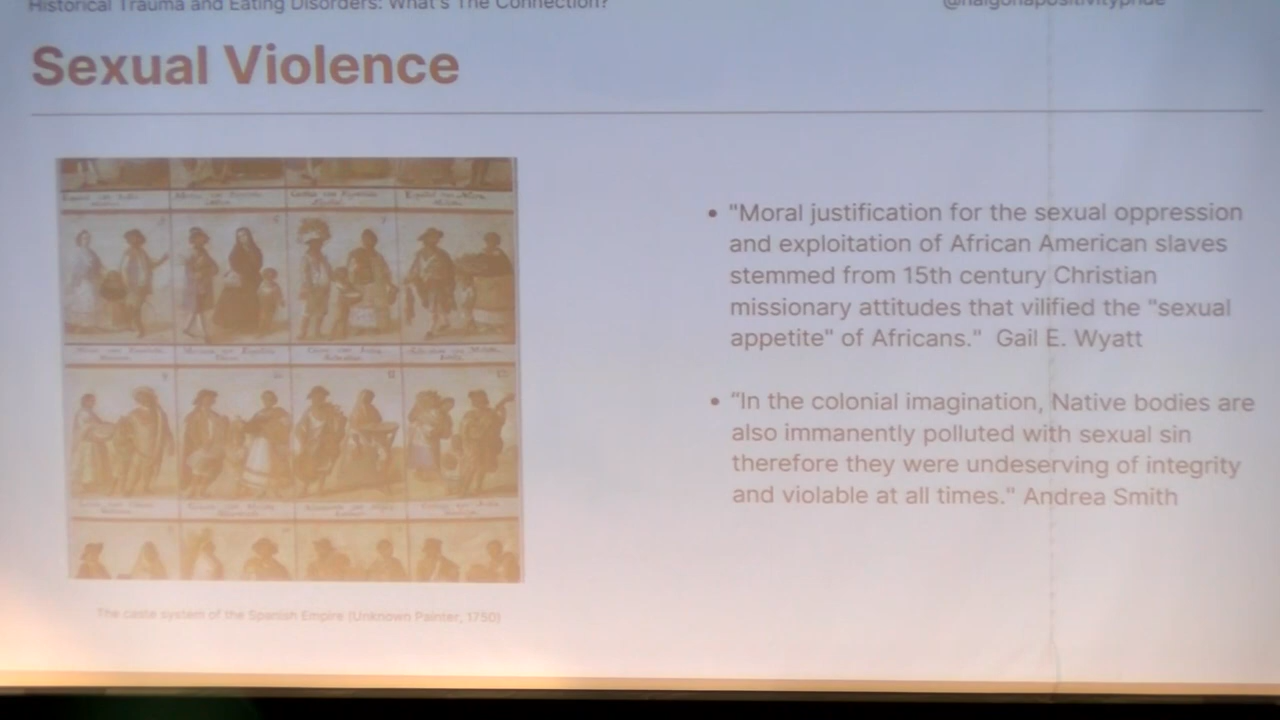 Historical Trauma and Eating Disorders: What's The Connection?
@nalgonapositivitypride
Sexual Violence
• "Moral justification for the sexual oppression
and exploitation of African American slaves
stemmed from 15th century Christian
missionary attitudes that vilified the "sexual
appetite" of Africans."  Gail E. Wyatt
• “In the colonial imagination, Native bodies are
also immanently polluted with sexual sin
therefore they were undeserving of integrity
and violable at all times." Andrea Smith
The caste system of the Spanish Empire (Unknown Painter, 1750)